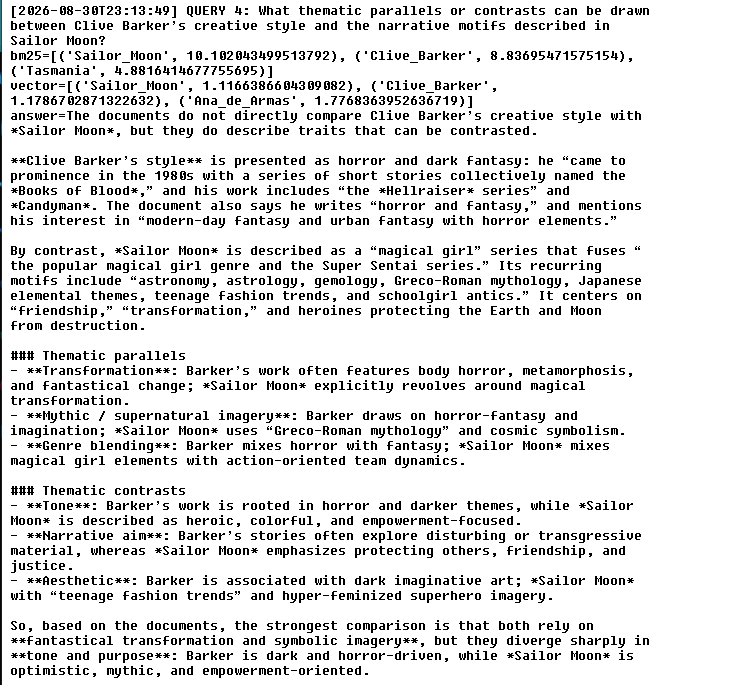 [2026-08-30T23:13:49] QUERY 4: What thematic parallels or contrasts can be drawn
between Clive Barker's creative style and the narrative motifs described in
Sailor Moon?
bm25=[('Sailor_Moon', 10.102043499513792), ('Clive_Barker', 8.83695471575154),
('Tasmania', 4.8816414677755695)]
vector=[('Sailor_Moon', 1.1166386604309082), ('Clive_Barker',
1.1786702871322632), ('Ana_de_Armas', 1.7768363952636719)]
answer=The documents do not directly compare Clive Barker’s creative style with
*Sailor Moon*, but they do describe traits that can be contrasted.

**Clive Barker’s style** is presented as horror and dark fantasy: he “came to
prominence in the 1980s with a series of short stories collectively named the
*Books of Blood*,” and his work includes “the *Hellraiser* series” and
*Candyman*. The document also says he writes “horror and fantasy,” and mentions
his interest in “modern-day fantasy and urban fantasy with horror elements.”

By contrast, *Sailor Moon* is described as a “magical girl” series that fuses “
the popular magical girl genre and the Super Sentai series.” Its recurring
motifs include “astronomy, astrology, gemology, Greco-Roman mythology, Japanese
elemental themes, teenage fashion trends, and schoolgirl antics.” It centers on
“friendship,” “transformation,” and heroines protecting the Earth and Moon
from destruction.

### Thematic parallels
- **Transformation**: Barker’s work often features body horror, metamorphosis,
and fantastical change; *Sailor Moon* explicitly revolves around magical
transformation.
- **Mythic / supernatural imagery**: Barker draws on horror-fantasy and
imagination; *Sailor Moon* uses “Greco-Roman mythology” and cosmic symbolism.
- **Genre blending**: Barker mixes horror with fantasy; *Sailor Moon* mixes
magical girl elements with action-oriented team dynamics.

### Thematic contrasts
- **Tone**: Barker’s work is rooted in horror and darker themes, while *Sailor
Moon* is described as heroic, colorful, and empowerment-focused.
- **Narrative aim**: Barker’s stories often explore disturbing or transgressive
material, whereas *Sailor Moon* emphasizes protecting others, friendship, and
justice.
- **Aesthetic**: Barker is associated with dark imaginative art; *Sailor Moon*
with “teenage fashion trends” and hyper-feminized superhero imagery.

So, based on the documents, the strongest comparison is that both rely on
**fantastical transformation and symbolic imagery**, but they diverge sharply in
**tone and purpose**: Barker is dark and horror-driven, while *Sailor Moon* is
optimistic, mythic, and empowerment-oriented.